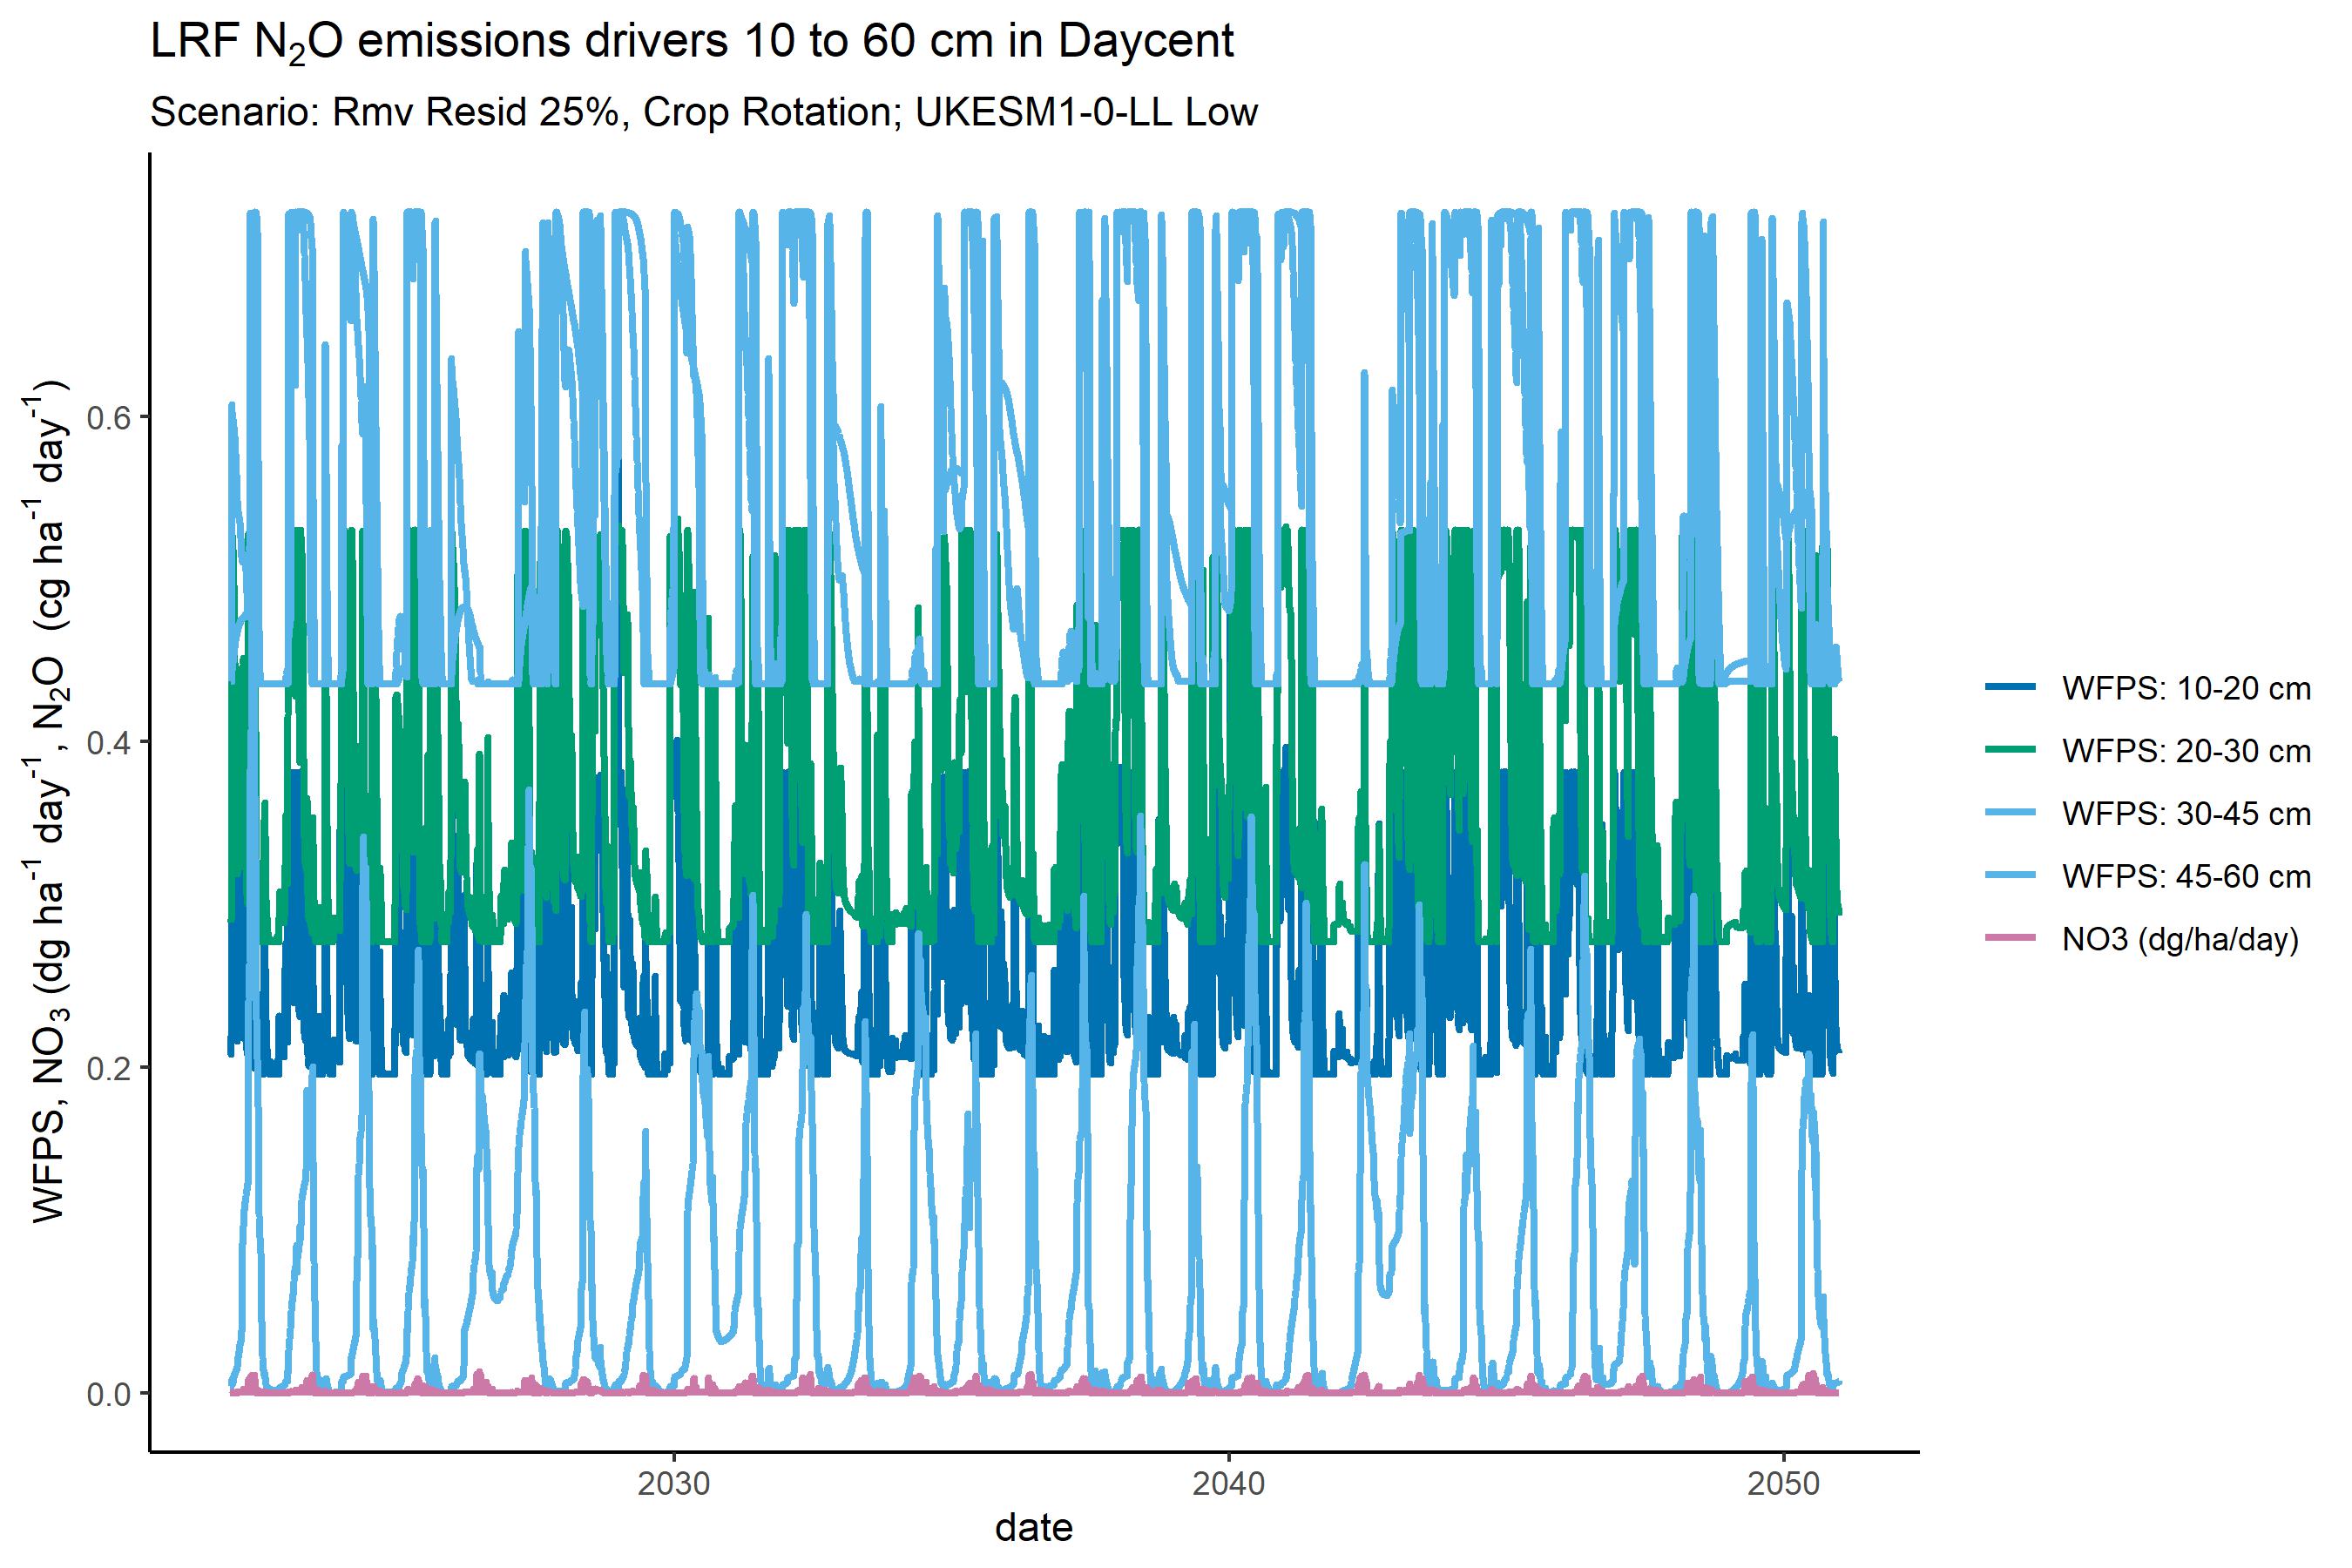 LRF N₂O emissions drivers 10 to 60 cm in Daycent
Scenario: Rmv Resid 25%, Crop Rotation; UKESM1-0-LL Low
WFPS, NO₃ (dg ha⁻¹ day⁻¹, N₂O (cg ha⁻¹ day⁻¹)
0.6
0.4
0.2
0.0
2030
2040
2050
date
WFPS: 10-20 cm
WFPS: 20-30 cm
WFPS: 30-45 cm
WFPS: 45-60 cm
NO3 (dg/ha/day)